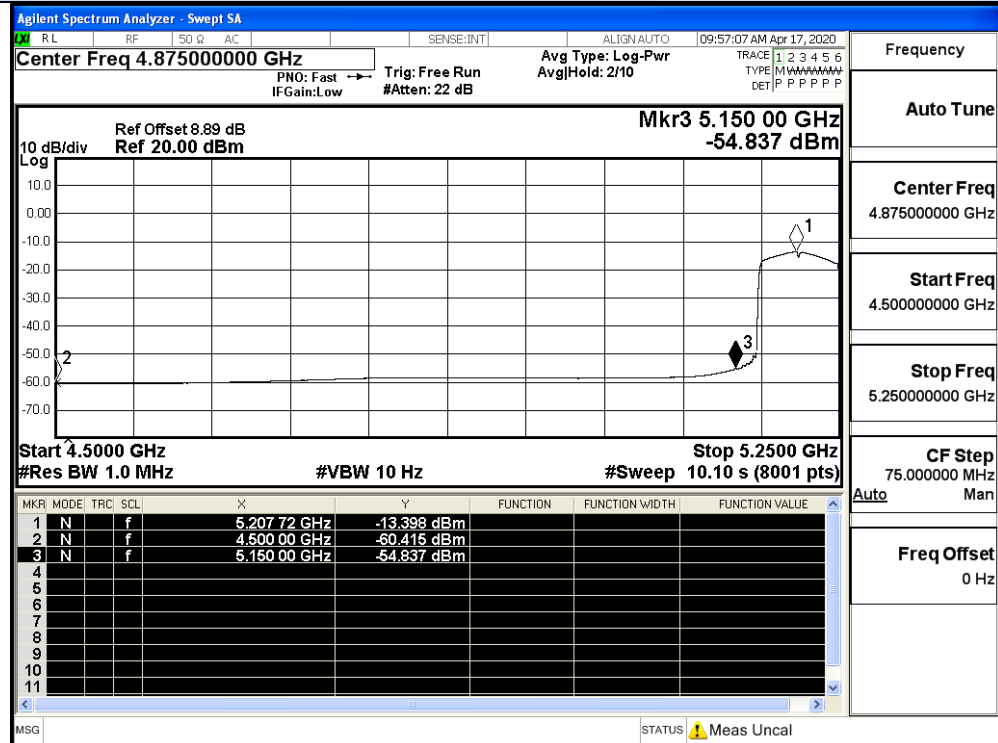 Agilent Spectrum Analyzer - Swept SA
LXI RL RF 50 Ω AC SENSE:INT ALIGN AUTO 09:57:07 AM Apr 17, 2020
Center Freq 4.875000000 GHz
PNO: Fast
IFGain:Low
Trig: Free Run
#Atten: 22 dB
Avg Type: Log-Pwr
Avg|Hold: 2/10
TRACE 1 2 3 4 5 6
TYPE M
DET P P P P P P
Mkr3 5.150 00 GHz
-54.837 dBm
Ref Offset 8.89 dB
10 dB/div Ref 20.00 dBm
Log
10.0
0.00
-10.0
-20.0
-30.0
-40.0
-50.0
-60.0
-70.0
1
2
3
Start 4.5000 GHz Stop 5.2500 GHz
#Res BW 1.0 MHz #VBW 10 Hz #Sweep 10.10 s (8001 pts)
MKR MODE TRC SCL X Y FUNCTION FUNCTION WIDTH FUNCTION VALUE
1 N f 5.207 72 GHz -13.398 dBm
2 N f 4.500 00 GHz -60.415 dBm
3 N f 5.150 00 GHz -54.837 dBm
4
5
6
7
8
9
10
11
MSG STATUS Meas Uncal
Frequency
Auto Tune
Center Freq
4.875000000 GHz
Start Freq
4.500000000 GHz
Stop Freq
5.250000000 GHz
CF Step
75.000000 MHz
Auto Man
Freq Offset
0 Hz